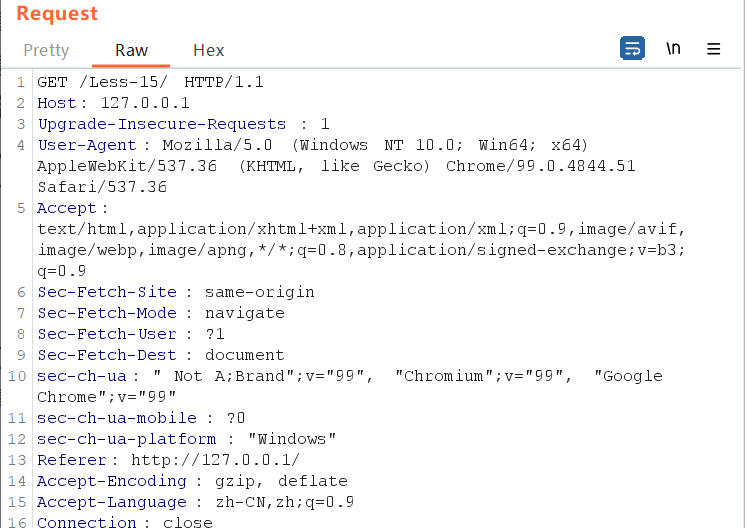 Request
Pretty Raw Hex \n
1 GET /Less-15/ HTTP/1.1
2 Host: 127.0.0.1
3 Upgrade-Insecure-Requests : 1
4 User-Agent: Mozilla/5.0 (Windows NT 10.0; Win64; x64)
AppleWebKit/537.36 (KHTML, like Gecko) Chrome/99.0.4844.51
Safari/537.36
5 Accept:
text/html,application/xhtml+xml,application/xml;q=0.9,image/avif,
image/webp,image/apng,*/*;q=0.8,application/signed-exchange;v=b3;
q=0.9
6 Sec-Fetch-Site : same-origin
7 Sec-Fetch-Mode : navigate
8 Sec-Fetch-User : ?1
9 Sec-Fetch-Dest : document
10 sec-ch-ua: " Not A;Brand";v="99", "Chromium";v="99", "Google
Chrome";v="99"
11 sec-ch-ua-mobile : ?0
12 sec-ch-ua-platform : "Windows"
13 Referer: http://127.0.0.1/
14 Accept-Encoding : gzip, deflate
15 Accept-Language : zh-CN,zh;q=0.9
16 Connection : close